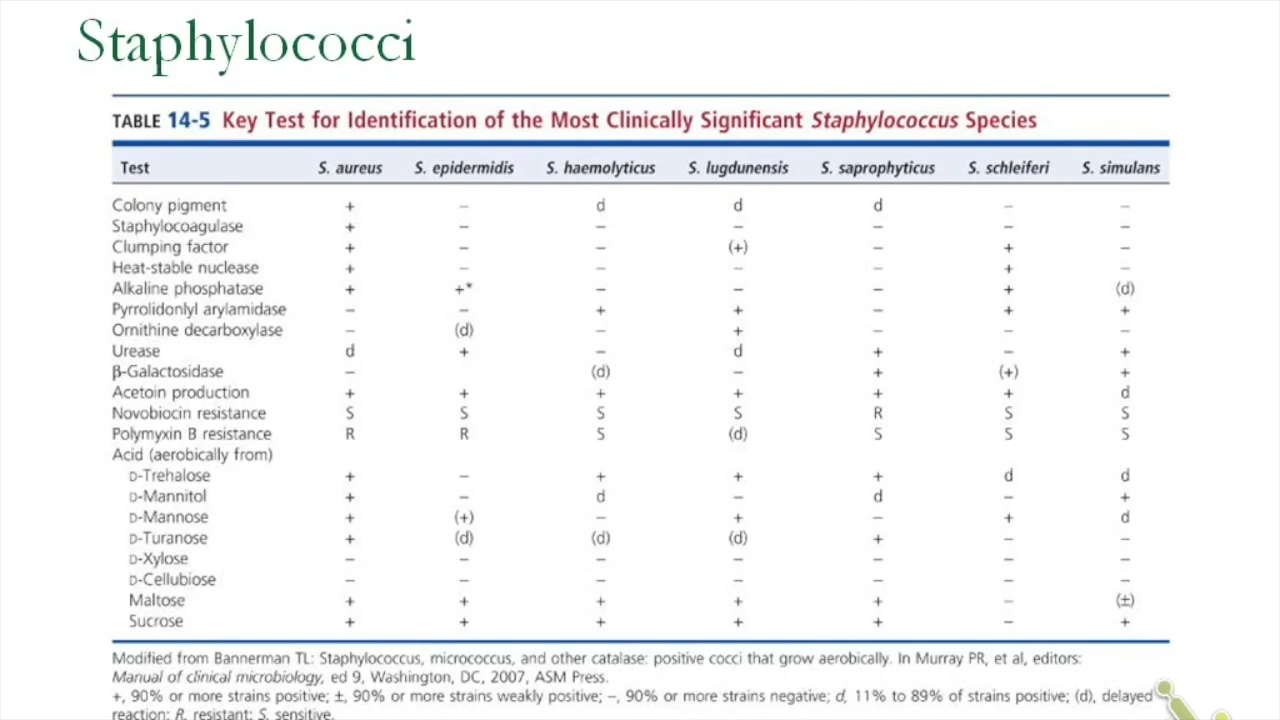 Staphylococci
TABLE 14-5 Key Test for Identification of the Most Clinically Significant Staphylococcus Species
Test S. aureus S. epidermidis S. haemolyticus S. lugdunensis S. saprophyticus S. schleiferi S. simulans
Colony pigment + – d d d – –
Staphylocoagulase + – – – – – –
Clumping factor + – – (+) – + –
Heat-stable nuclease + – – – – + –
Alkaline phosphatase + +* – – – + (d)
Pyrrolidonlyl arylamidase – – + + – + +
Ornithine decarboxylase – (d) – + – – –
Urease d + – d + – +
β-Galactosidase – (d) – + (+) +
Acetoin production + + + + + + d
Novobiocin resistance S S S S R S S
Polymyxin B resistance R R S (d) S S S
Acid (aerobically from)
D-Trehalose + – + + + d d
D-Mannitol + – d – d – +
D-Mannose + (+) – + – + d
D-Turanose + (d) (d) (d) + – –
D-Xylose – – – – – – –
D-Cellubiose – – – – – – –
Maltose + + + + + – (±)
Sucrose + + + + + – +
Modified from Bannerman TL: Staphylococcus, micrococcus, and other catalase: positive cocci that grow aerobically. In Murray PR, et al, editors:
Manual of clinical microbiology, ed 9, Washington, DC, 2007, ASM Press.
+, 90% or more strains positive; ±, 90% or more strains weakly positive; –, 90% or more strains negative; d, 11% to 89% of strains positive; (d), delayed
reaction; R, resistant; S, sensitive.